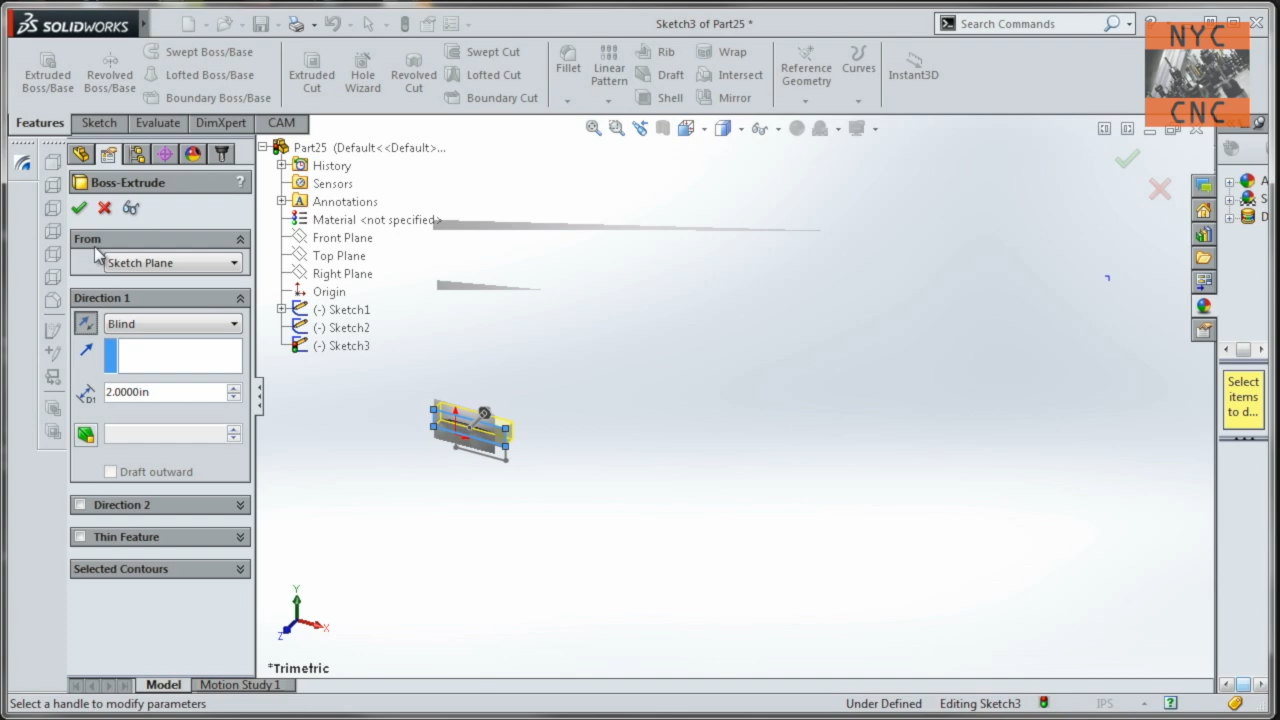 SOLIDWORKS
Sketch3 of Part25 *
Search Commands
?
NYC
CNC
Extruded Boss/Base
Revolved Boss/Base
Swept Boss/Base
Lofted Boss/Base
Boundary Boss/Base
Extruded Cut
Hole Wizard
Revolved Cut
Swept Cut
Lofted Cut
Boundary Cut
Fillet
Linear Pattern
Rib
Draft
Shell
Wrap
Intersect
Mirror
Reference Geometry
Curves
Instant3D
Features
Sketch
Evaluate
DimXpert
CAM
Boss-Extrude
?
From
Sketch Plane
Direction 1
Blind
D1
2.0000in
Draft outward
Direction 2
Thin Feature
Selected Contours
Part25 (Default<<Default>...
History
Sensors
A Annotations
Material <not specified>
Front Plane
Top Plane
Right Plane
Origin
(-) Sketch1
(-) Sketch2
(-) Sketch3
A
S
D
Select
items
to d...
Y
X
Z
*Trimetric
Model
Motion Study 1
Select a handle to modify parameters
Under Defined
Editing Sketch3
IPS
?